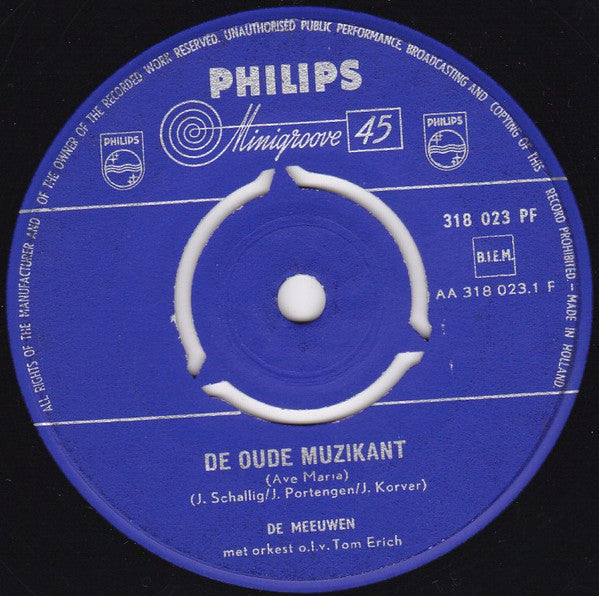 ALL RIGHTS OF THE MANUFACTURER AND OF THE OWNER OF THE RECORDED WORK RESERVED. UNAUTHORISED PUBLIC PERFORMANCE, BROADCASTING AND COPYING OF THIS RECORD PROHIBITED - MADE IN HOLLAND.
PHILIPS
Minigroove 45
PHILIPS
PHILIPS
318 023 PF
B.I.E.M.
AA 318 023.1 F
DE OUDE MUZIKANT
(Ave Maria)
(J. Schallig/J. Portengen/J. Korver)
DE MEEUWEN
met orkest o.l.v. Tom Erich